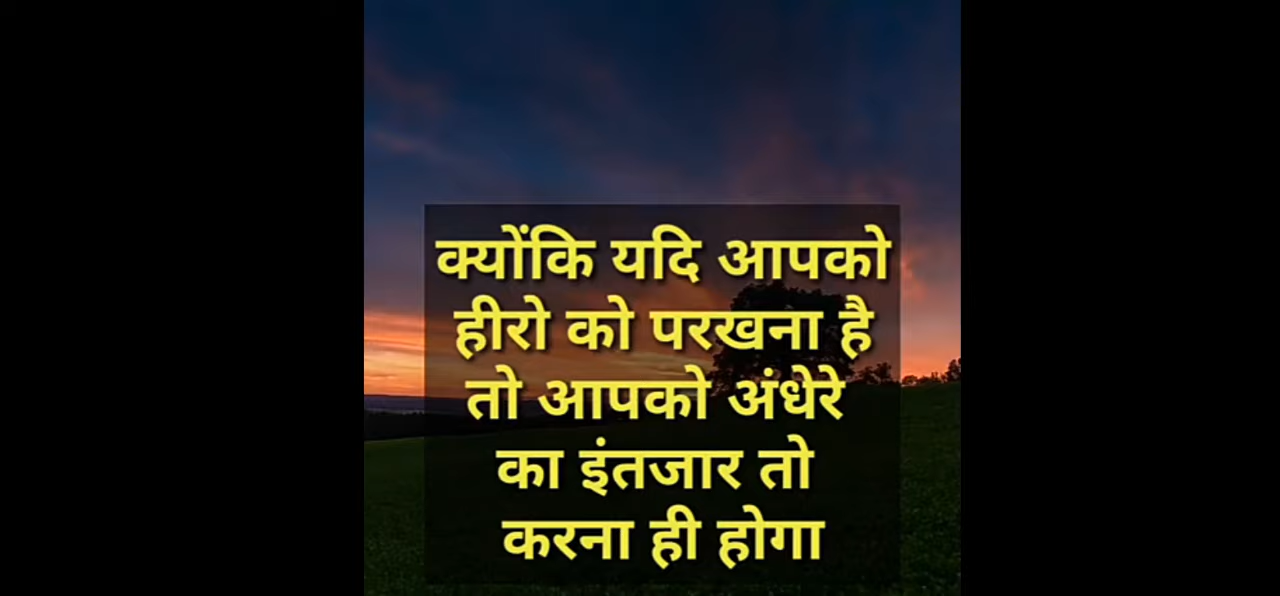 क्योंकि यदि आपको
हीरो को परखना है
तो आपको अंधेरे
का इंतजार तो
करना ही होगा